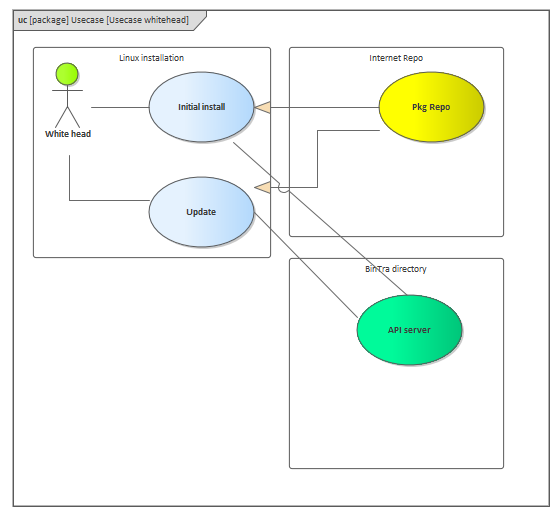 uc [package] Usecase [Usecase whitehead]
Linux installation
Internet Repo
Initial install
Pkg Repo
White head
Update
BinTra directory
API server